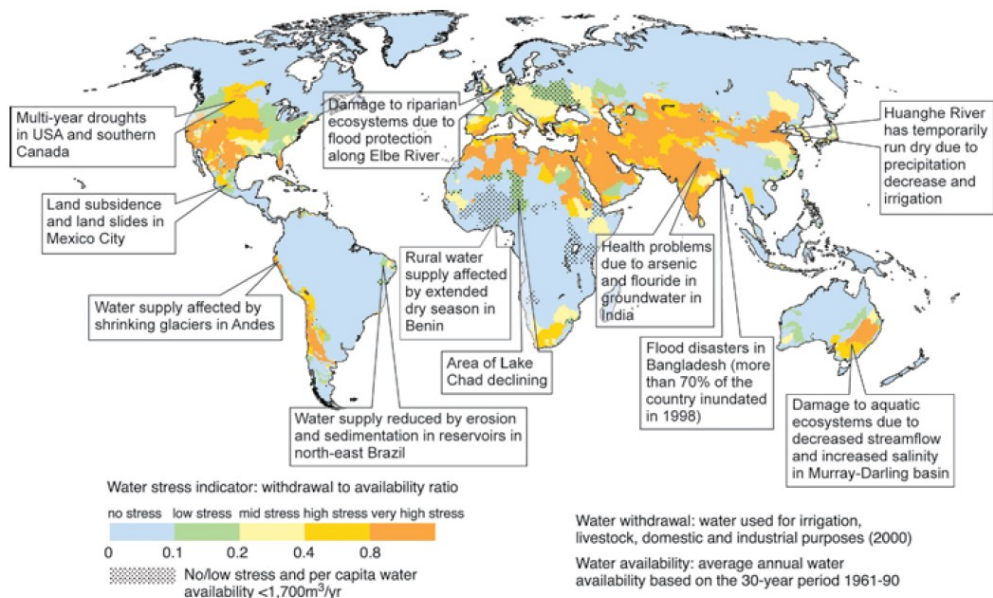 Multi-year droughts
in USA and southern
Canada
Damage to riparian
ecosystems due to
flood protection
along Elbe River
Huanghe River
has temporarily
run dry due to
precipitation
decrease and
irrigation
Land subsidence
and land slides in
Mexico City
Rural water
supply affected
by extended
dry season in
Benin
Health problems
due to arsenic
and flouride in
groundwater in
India
Water supply affected by
shrinking glaciers in Andes
Area of Lake
Chad declining
Flood disasters in
Bangladesh (more
than 70% of the
country inundated
in 1998)
Water supply reduced by erosion
and sedimentation in reservoirs in
north-east Brazil
Damage to aquatic
ecosystems due to
decreased streamflow
and increased salinity
in Murray-Darling basin
Water stress indicator: withdrawal to availability ratio
no stress low stress mid stress high stress very high stress
0 0.1 0.2 0.4 0.8
No/low stress and per capita water
availability <1,700m³/yr
Water withdrawal: water used for irrigation,
livestock, domestic and industrial purposes (2000)
Water availability: average annual water
availability based on the 30-year period 1961-90